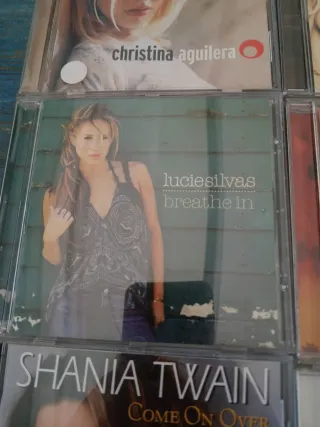 christina aguilera
luciesilvas
breathe in
SHANIA TWAIN
COME ON OVER